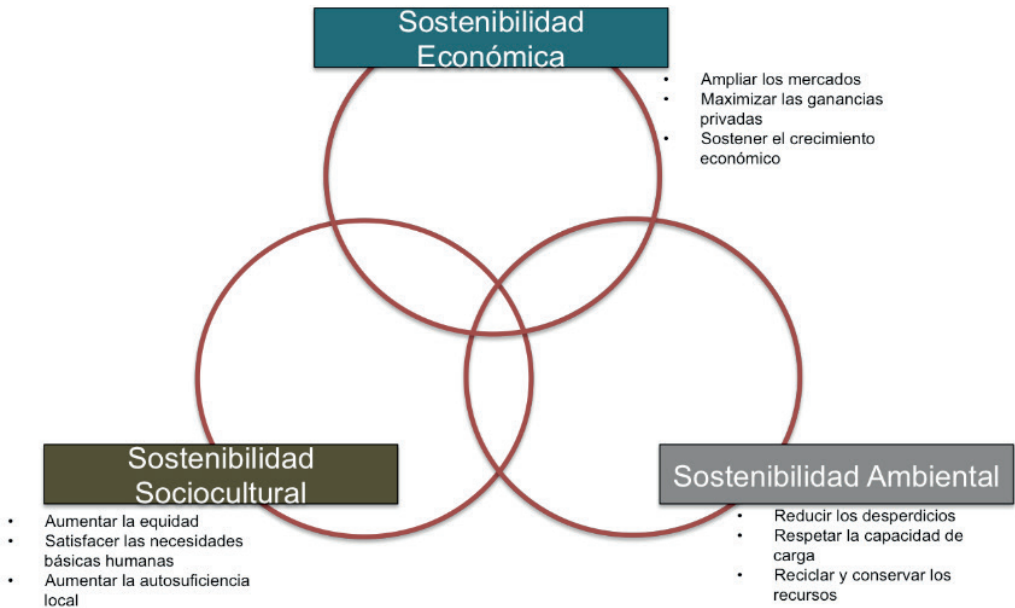 Sostenibilidad
Económica
• Ampliar los mercados
• Maximizar las ganancias
privadas
• Sostener el crecimiento
económico
Sostenibilidad
Sociocultural
• Aumentar la equidad
• Satisfacer las necesidades
básicas humanas
• Aumentar la autosuficiencia
local
Sostenibilidad Ambiental
• Reducir los desperdicios
• Respetar la capacidad de
carga
• Reciclar y conservar los
recursos